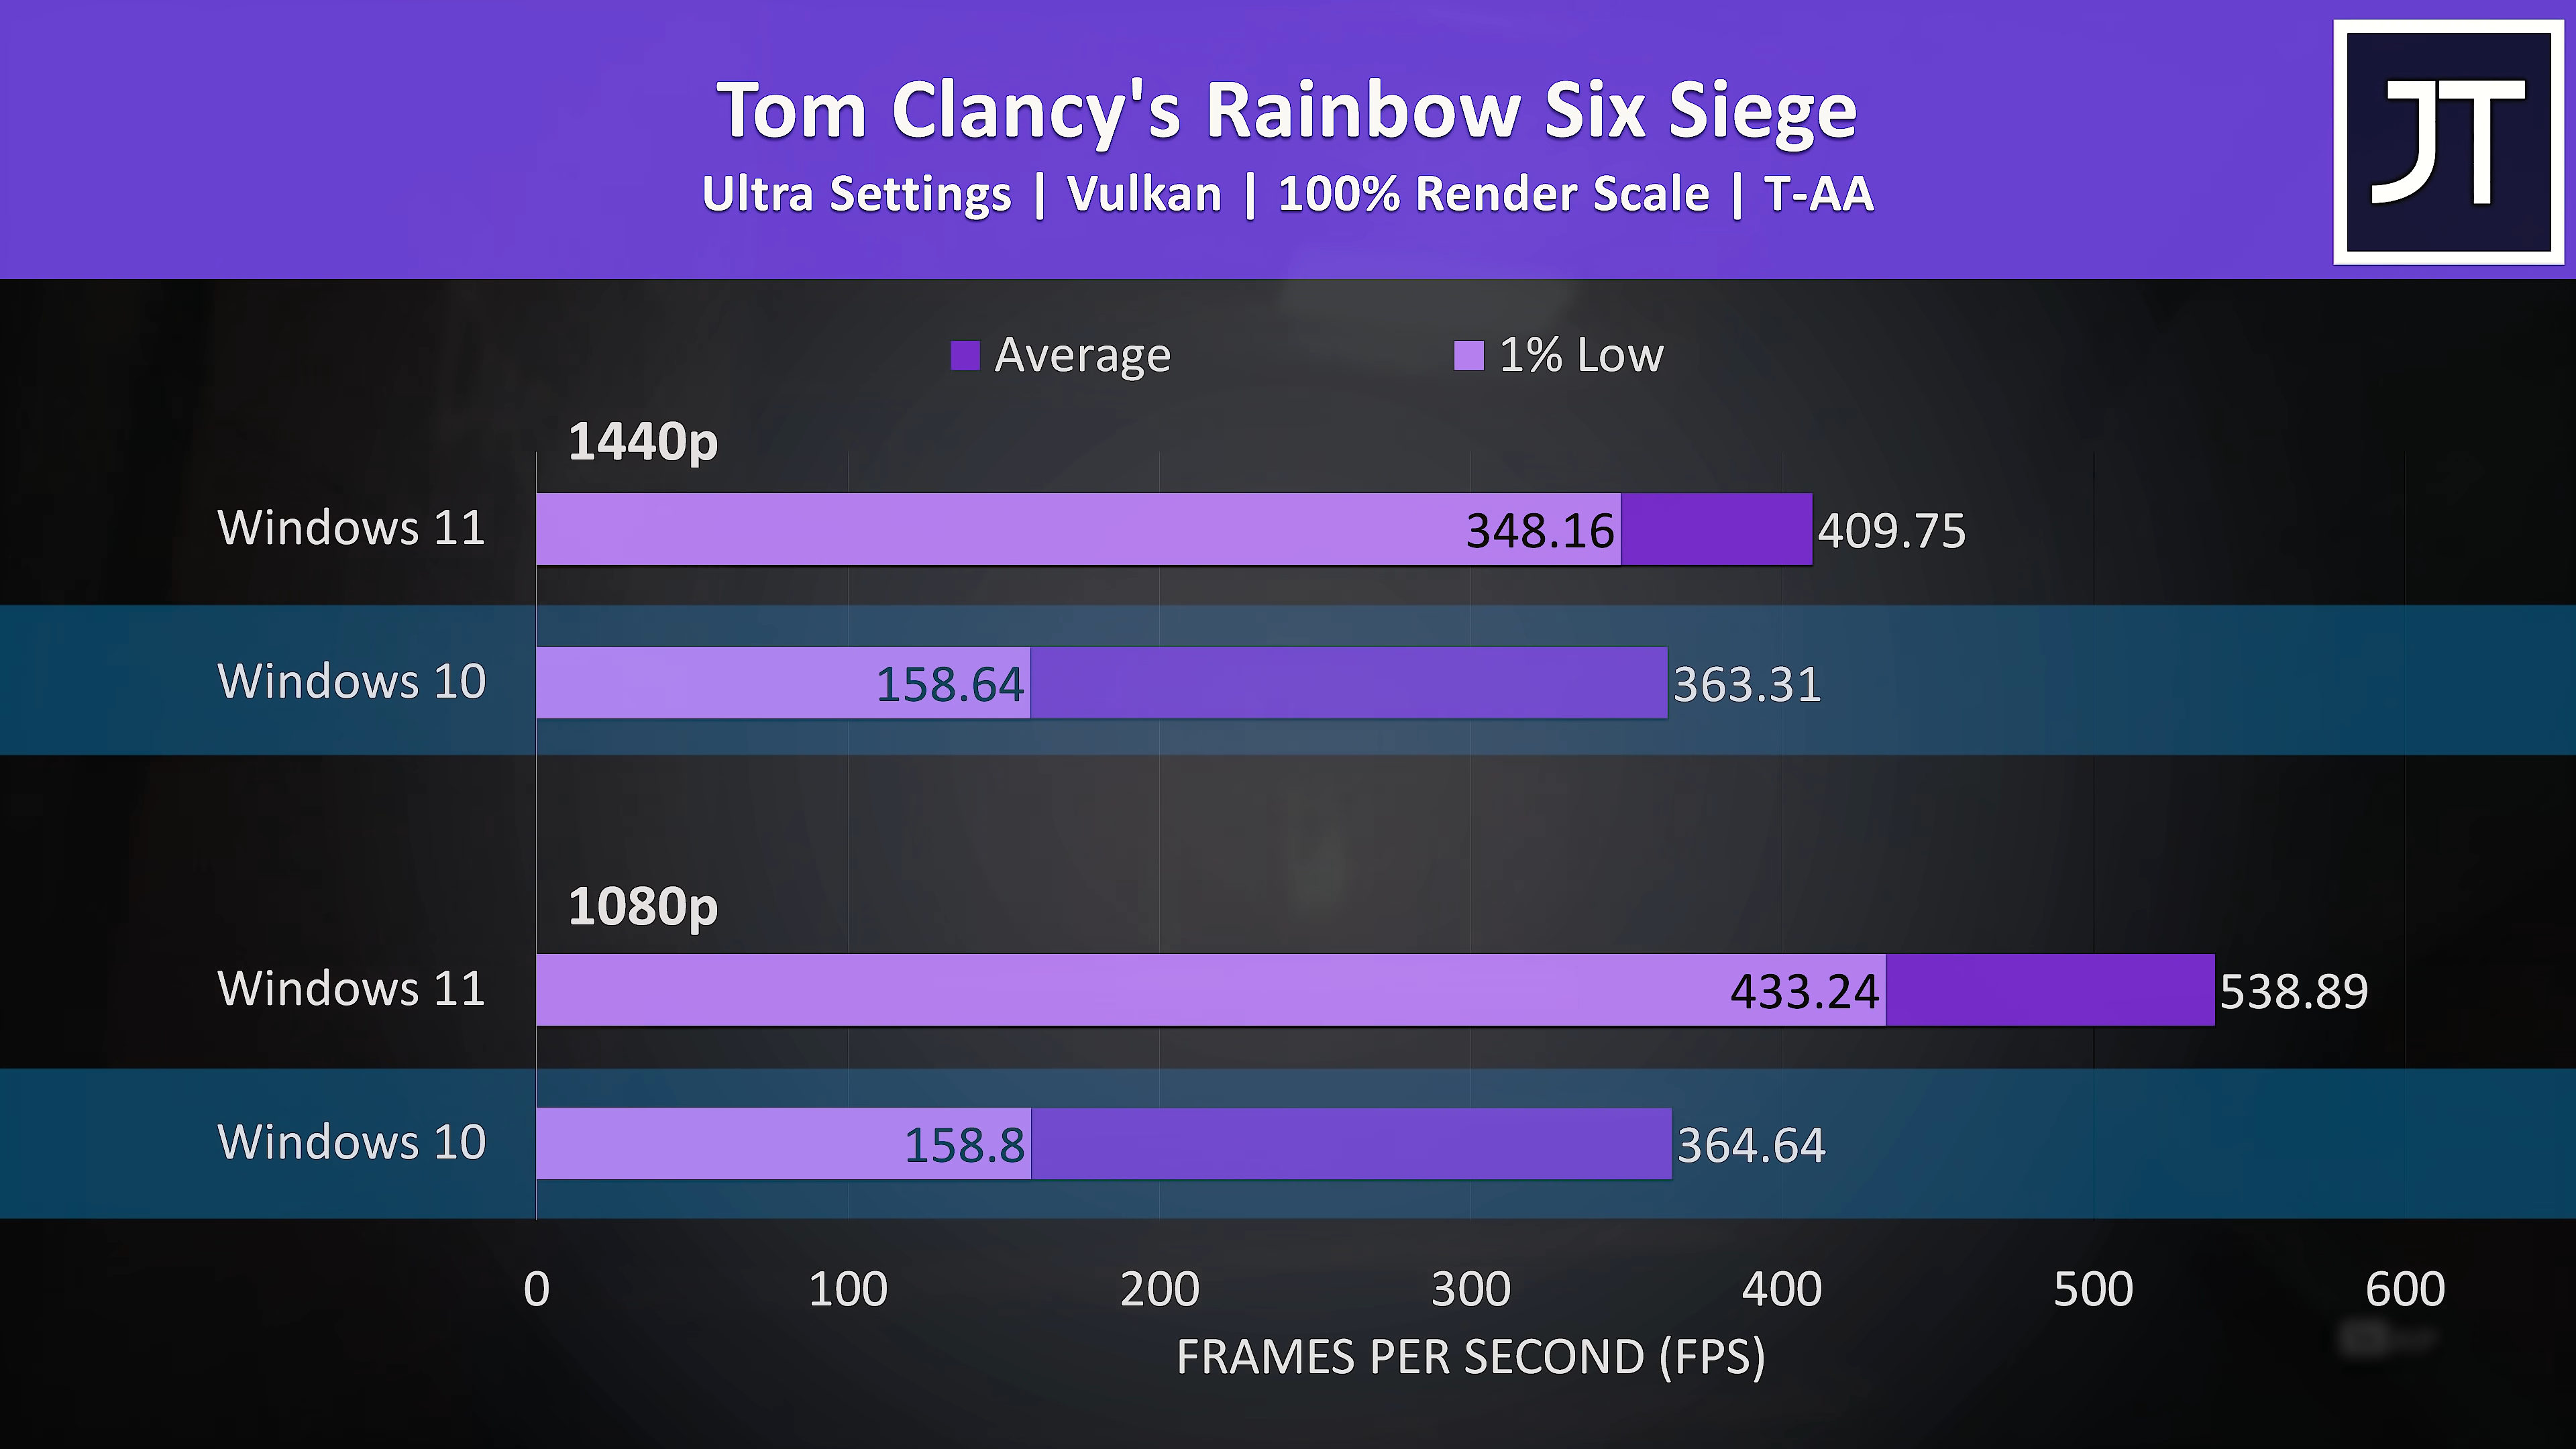 Tom Clancy's Rainbow Six Siege
Ultra Settings | Vulkan | 100% Render Scale | T-AA
JT
Average 1% Low
1440p
Windows 11 348.16 409.75
Windows 10 158.64 363.31
1080p
Windows 11 433.24 538.89
Windows 10 158.8 364.64
0 100 200 300 400 500 600
FRAMES PER SECOND (FPS)